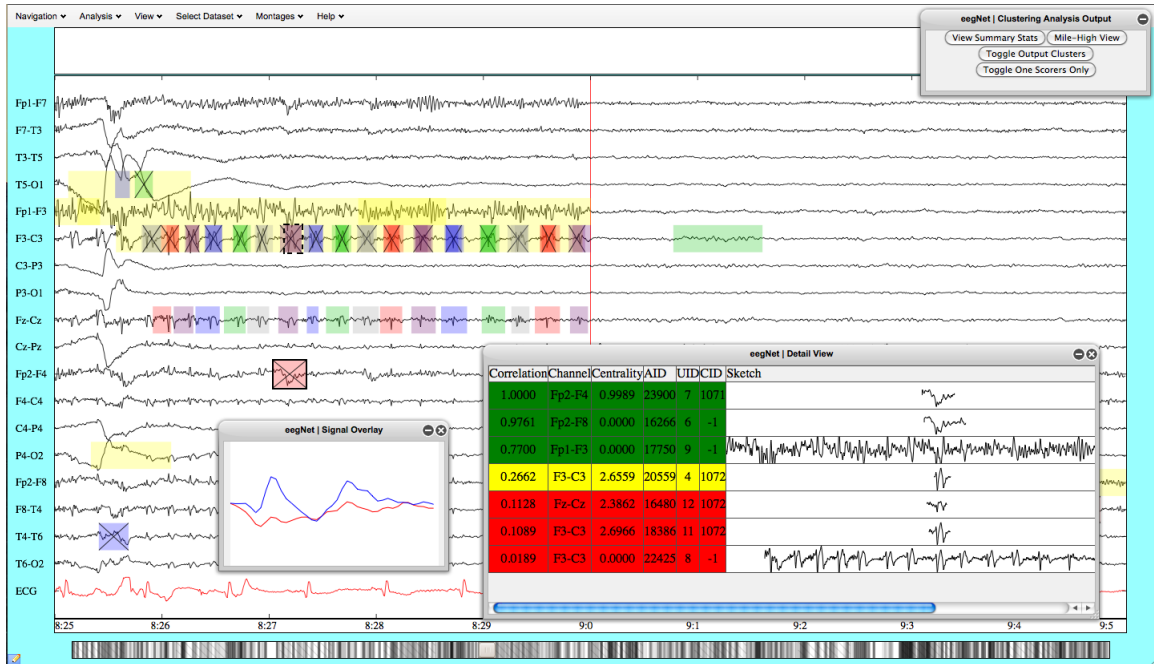 Navigation Analysis View Select Dataset Montages Help
eegNet | Clustering Analysis Output
View Summary Stats Mile-High View
Toggle Output Clusters
Toggle One Scorers Only
Fp1-F7
F7-T3
T3-T5
T5-O1
Fp1-F3
F3-C3
C3-P3
P3-O1
Fz-Cz
Cz-Pz
Fp2-F4
F4-C4
C4-P4
P4-O2
Fp2-F8
F8-T4
T4-T6
T6-O2
ECG
eegNet | Signal Overlay
eegNet | Detail View
Correlation Channel Centrality AID UID CID Sketch
1.0000 Fp2-F4 0.9989 23900 7 1071
0.9761 Fp2-F8 0.0000 16266 6 -1
0.7700 Fp1-F3 0.0000 17750 9 -1
0.2662 F3-C3 2.6559 20559 4 1072
0.1128 Fz-Cz 2.3862 16480 12 1072
0.1089 F3-C3 2.6966 18386 11 1072
0.0189 F3-C3 0.0000 22425 8 -1
8:25 8:26 8:27 8:28 8:29 9:0 9:1 9:2 9:3 9:4 9:5